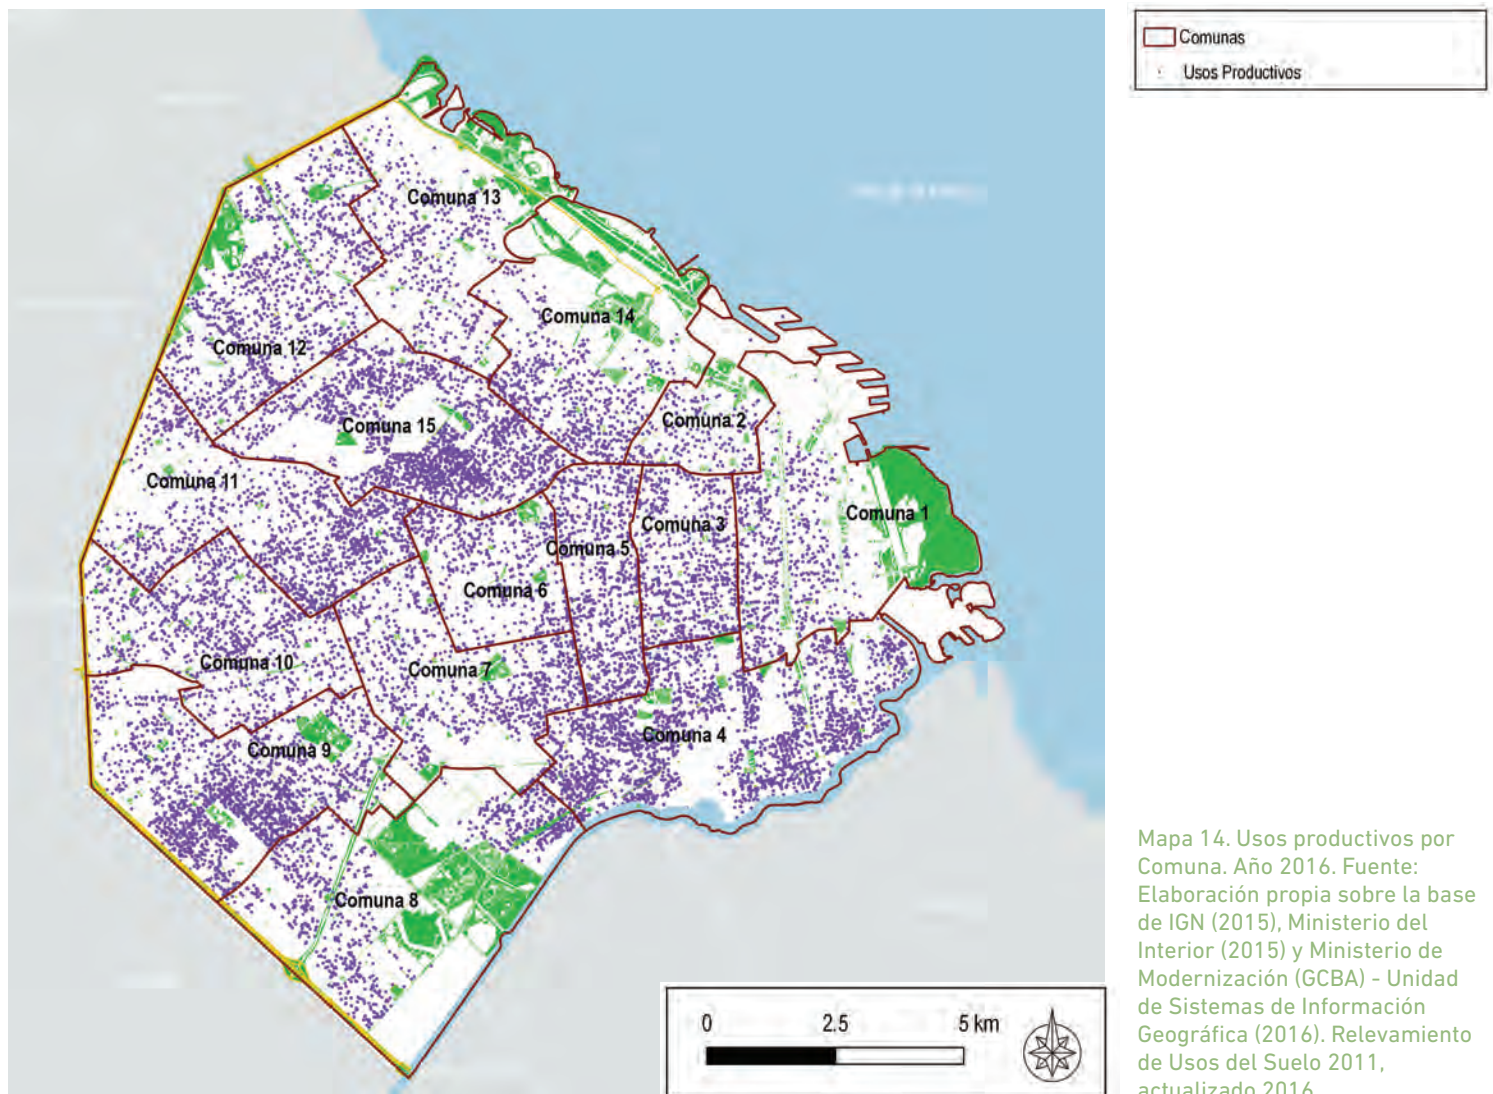 Comunas
Usos Productivos
Comuna 13
Comuna 14
Comuna 12
Comuna 15
Comuna 2
Comuna 11
Comuna 1
Comuna 3
Comuna 5
Comuna 6
Comuna 10
Comuna 7
Comuna 4
Comuna 9
Comuna 8
0 2.5 5 km
Mapa 14. Usos productivos por
Comuna. Año 2016. Fuente:
Elaboración propia sobre la base
de IGN (2015), Ministerio del
Interior (2015) y Ministerio de
Modernización (GCBA) - Unidad
de Sistemas de Información
Geográfica (2016). Relevamiento
de Usos del Suelo 2011,
actualizado 2016